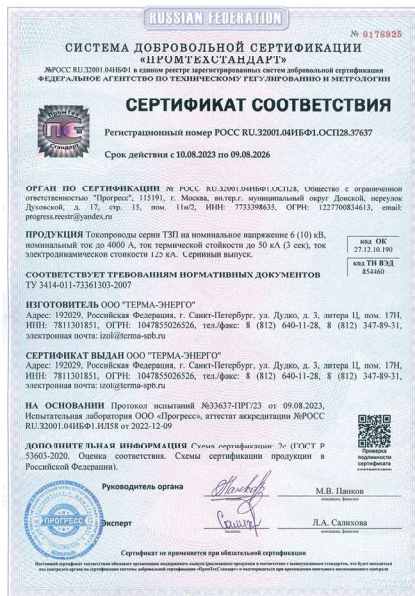 RUSSIAN FEDERATION
№ 0178925
СИСТЕМА ДОБРОВОЛЬНОЙ СЕРТИФИКАЦИИ
«ПРОМТЕХСТАНДАРТ»
№РОСС RU.32001.04ИБФ1 в едином реестре зарегистрированных систем добровольной сертификации
ФЕДЕРАЛЬНОЕ АГЕНТСТВО ПО ТЕХНИЧЕСКОМУ РЕГУЛИРОВАНИЮ И МЕТРОЛОГИИ
ПромТех
ПС
Стандарт
СЕРТИФИКАТ СООТВЕТСТВИЯ
Регистрационный номер РОСС RU.32001.04ИБФ1.ОСП28.37637
Срок действия с 10.08.2023 по 09.08.2026
ОРГАН ПО СЕРТИФИКАЦИИ № РОСС RU.32001.04ИБФ1.ОСП28, Общество с ограниченной
ответственностью "Прогресс", 115191, г. Москва, вн.тер.г. муниципальный округ Донской, переулок
Духовской, д. 17, стр. 15, пом. 11м/2, ИНН: 7733398635, ОГРН: 1227700834613, email:
progress.reestr@yandex.ru
ПРОДУКЦИЯ Токопроводы серии ТЗП на номинальное напряжение 6 (10) кВ,
номинальный ток до 4000 А, ток термической стойкости до 50 кА (3 сек), ток
электродинамической стойкости 125 кА. Серийный выпуск.
код ОК
27.12.10.190
код ТН ВЭД
854460
СООТВЕТСТВУЕТ ТРЕБОВАНИЯМ НОРМАТИВНЫХ ДОКУМЕНТОВ
ТУ 3414-011-73361303-2007
ИЗГОТОВИТЕЛЬ ООО "ТЕРМА-ЭНЕРГО"
Адрес: 192029, Российская Федерация, г. Санкт-Петербург, ул. Дудко, д. 3, литера Ц, пом. 17Н,
ИНН: 7811301851, ОГРН: 1047855026526, тел./факс: 8 (812) 640-11-28, 8 (812) 347-89-31,
электронная почта: izol@terma-spb.ru
СЕРТИФИКАТ ВЫДАН ООО "ТЕРМА-ЭНЕРГО"
Адрес: 192029, Российская Федерация, г. Санкт-Петербург, ул. Дудко, д. 3, литера Ц, пом. 17Н,
ИНН: 7811301851, ОГРН: 1047855026526, тел./факс: 8 (812) 640-11-28, 8 (812) 347-89-31,
электронная почта: izol@terma-spb.ru
НА ОСНОВАНИИ Протокол испытаний №33637-ПРГ/23 от 09.08.2023,
Испытательная лаборатория ООО «Прогресс», аттестат аккредитации №РОСС
RU.32001.04ИБФ1.ИЛ58 от 2022-12-09
ДОПОЛНИТЕЛЬНАЯ ИНФОРМАЦИЯ Схема сертификации: 2с (ГОСТ Р
53603-2020. Оценка соответствия. Схемы сертификации продукции в
Российской Федерации).
Проверка
подлинности
сертификата
соответствия
Руководитель органа
М.В. Панков
Эксперт
Л.А. Салихова
ПРОГРЕСС
Сертификат не применяется при обязательной сертификации